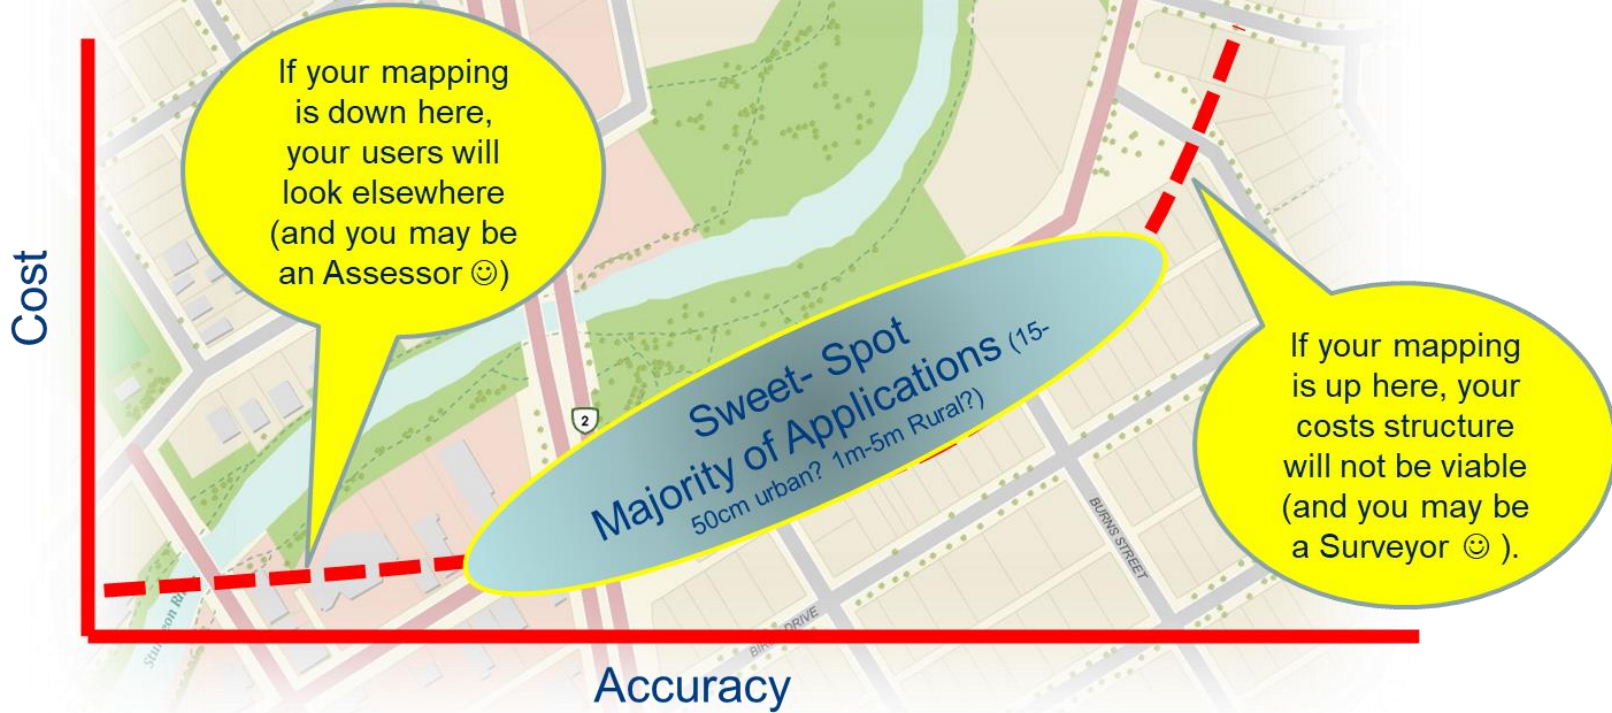 If your mapping
is down here,
your users will
look elsewhere
(and you may be
an Assessor ☺)
Cost
2
Sweet- Spot
Majority of Applications (15-
50cm urban? 1m-5m Rural?)
If your mapping
is up here, your
costs structure
will not be viable
(and you may be
a Surveyor ☺ ).
BURNS STREET
DRIVE
Accuracy